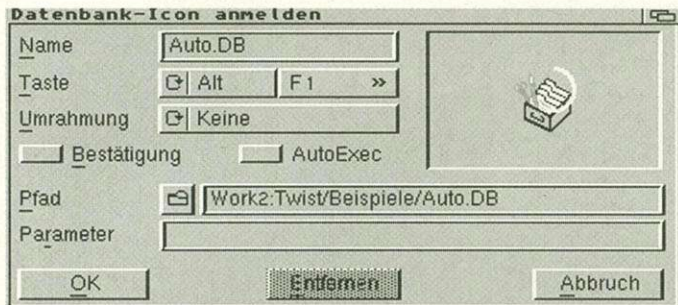 Datenbank-Icon anmelden
Name Auto.DB
Taste Alt F1 »
Umrahmung Keine
Bestätigung AutoExec
Pfad Work2:Twist/Beispiele/Auto.DB
Parameter
OK Entfernen Abbruch